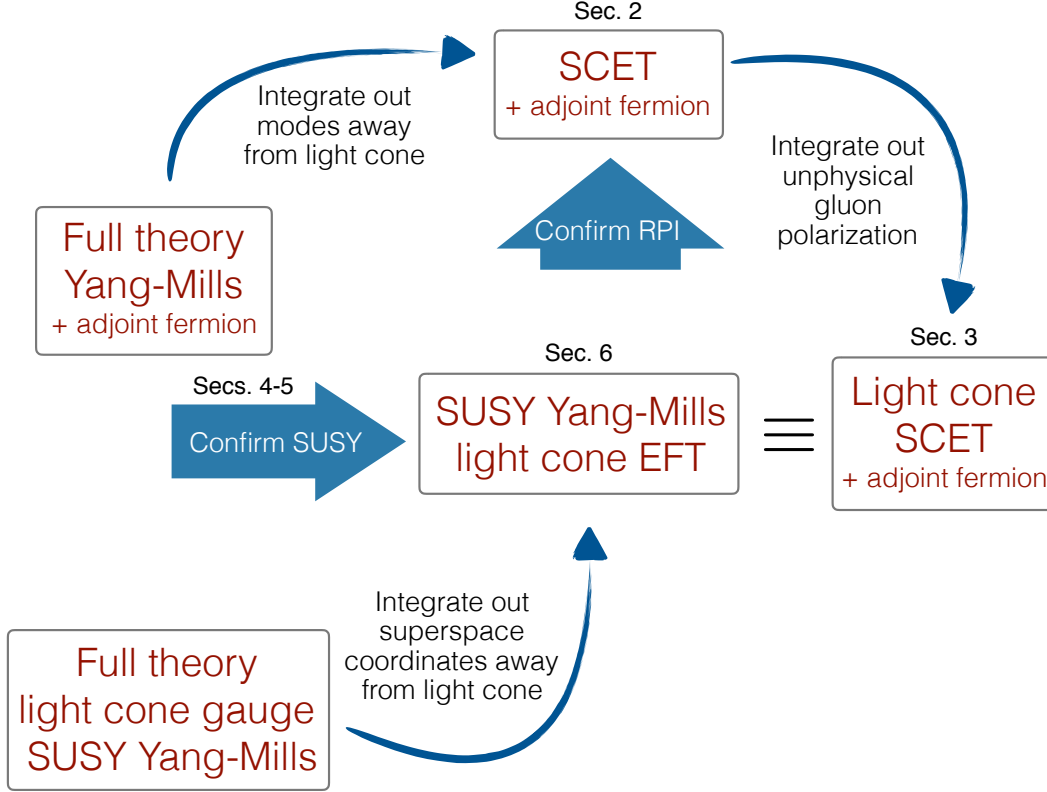 Sec. 2
SCET
+ adjoint fermion
Integrate out
modes away
from light cone
Integrate out
unphysical
gluon
polarization
Confirm RPI
Full theory
Yang-Mills
+ adjoint fermion
Sec. 3
Sec. 6
Secs. 4-5
Confirm SUSY
SUSY Yang-Mills
light cone EFT
≡
Light cone
SCET
+ adjoint fermion
Integrate out
superspace
coordinates away
from light cone
Full theory
light cone gauge
SUSY Yang-Mills